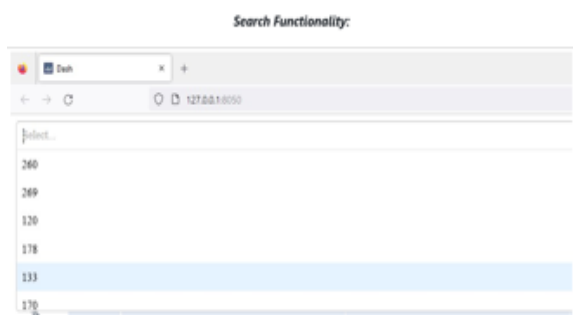 Search Functionality:
Dash × +
127.0.0.1:8050
Select...
260
269
120
178
133
170